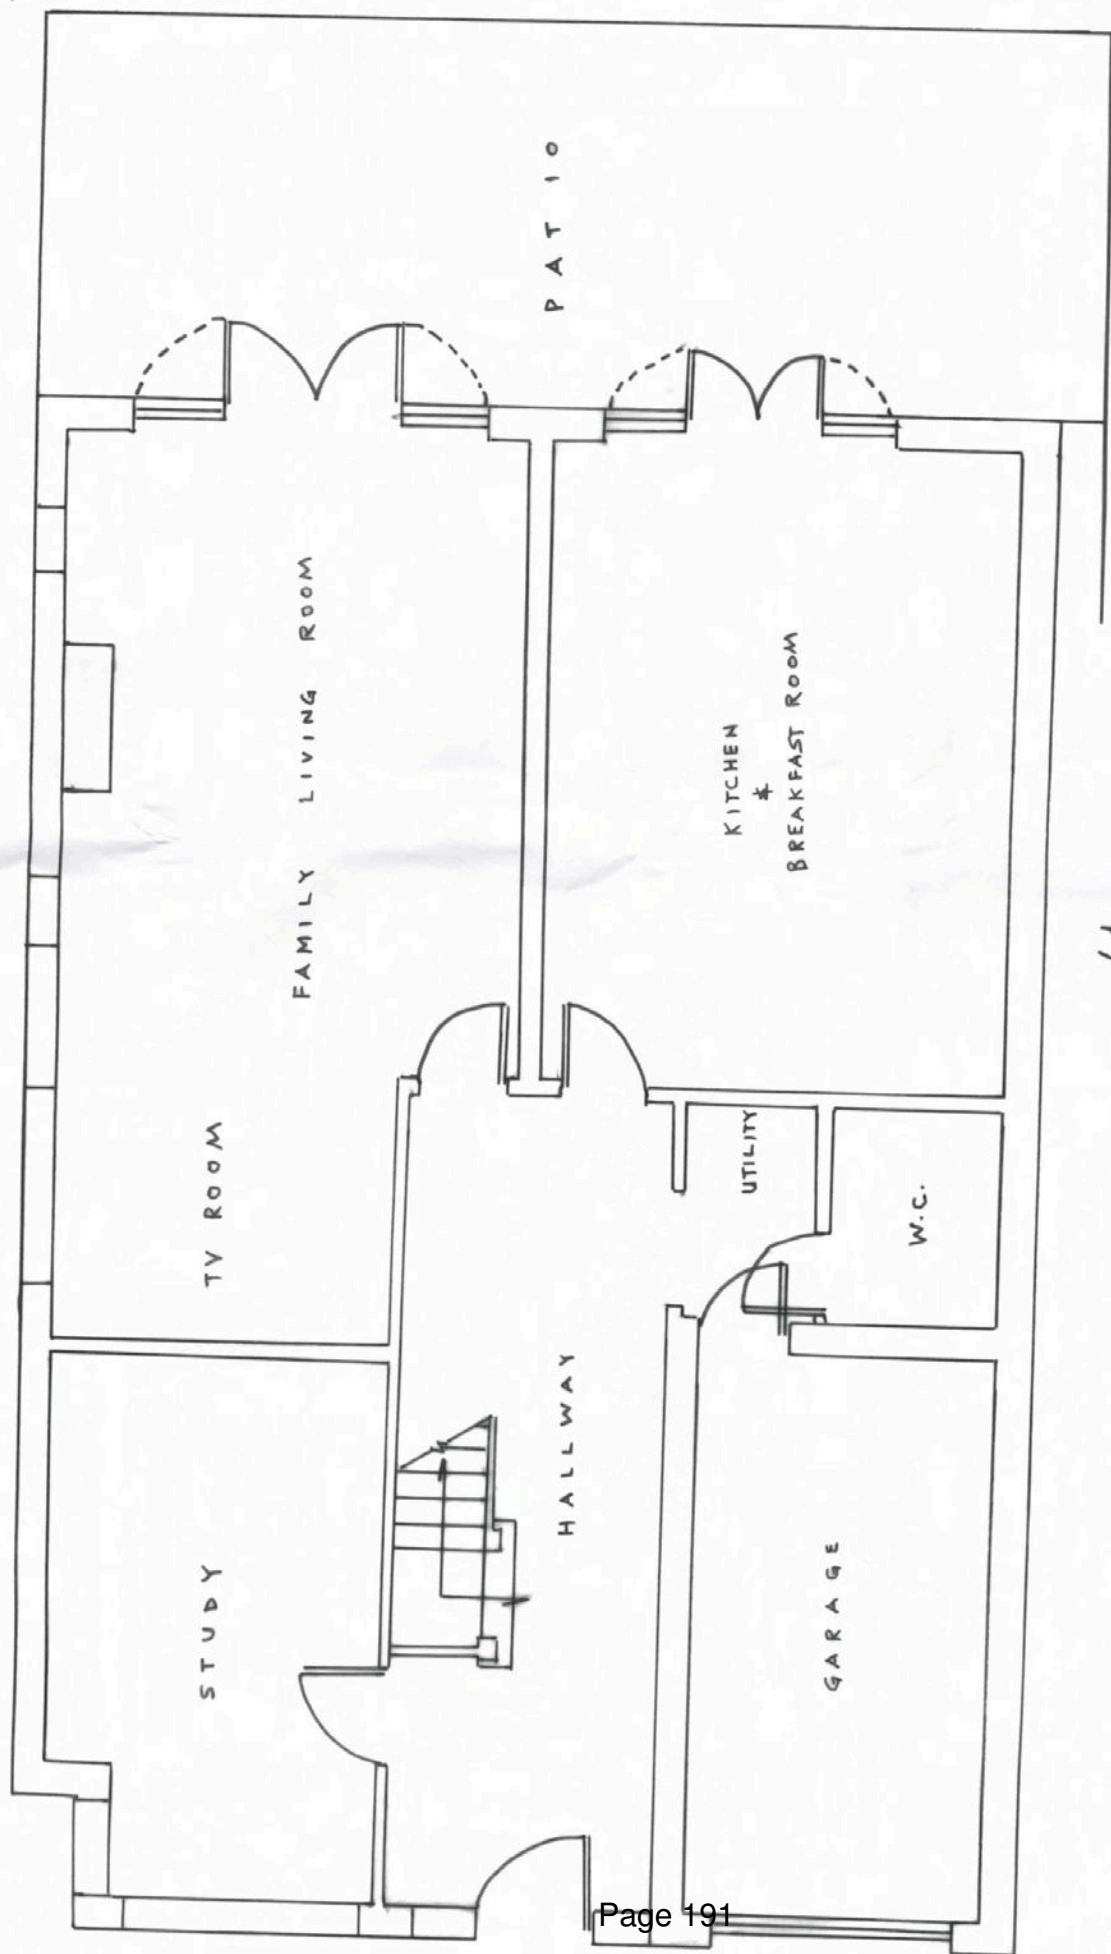 PATIO
FAMILY LIVING ROOM
KITCHEN
&
BREAKFAST ROOM
TV ROOM
UTILITY
W.C.
HALLWAY
STUDY
GARAGE
Page 191